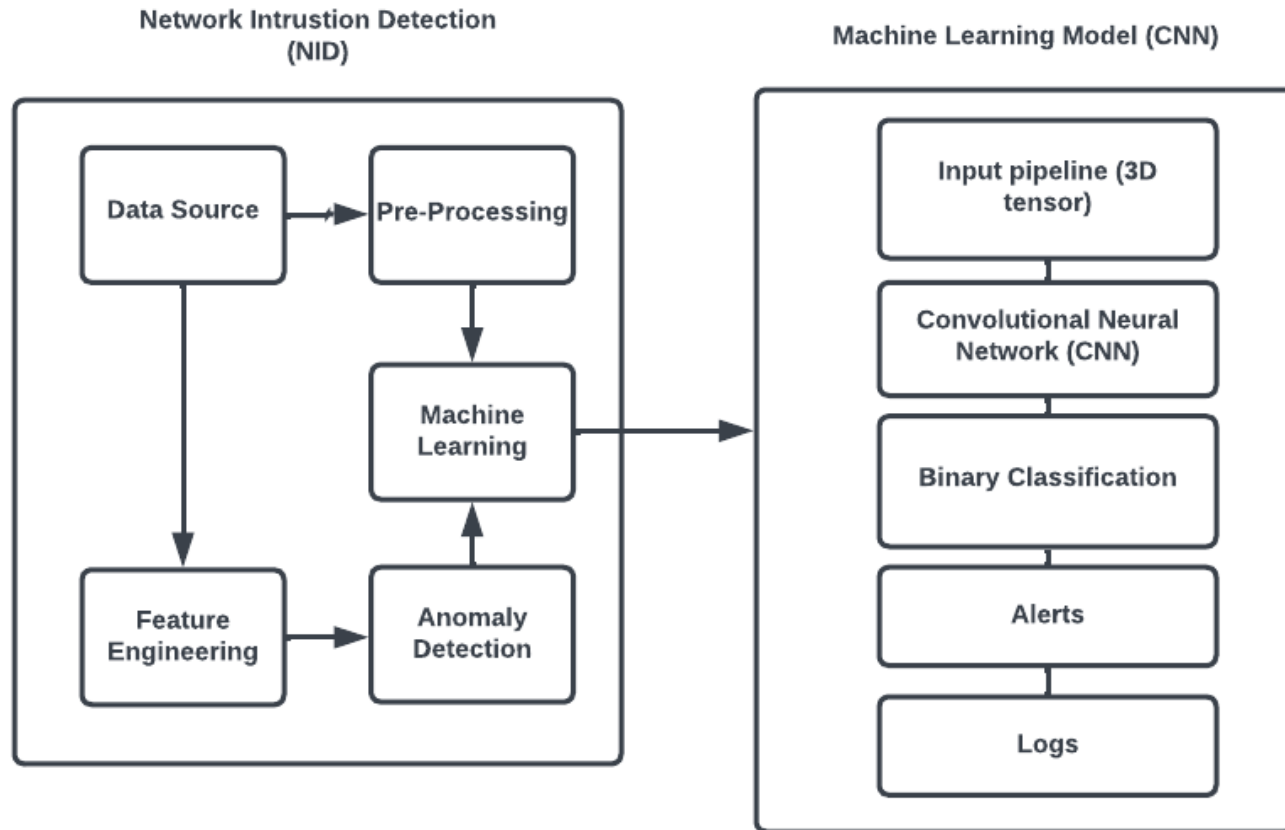 Network Intrustion Detection
(NID)
Machine Learning Model (CNN)
Data Source
Pre-Processing
Machine
Learning
Feature
Engineering
Anomaly
Detection
Input pipeline (3D
tensor)
Convolutional Neural
Network (CNN)
Binary Classification
Alerts
Logs